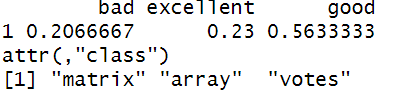 bad excellent good
1 0.2066667 0.23 0.5633333
attr(,"class")
[1] "matrix" "array" "votes"